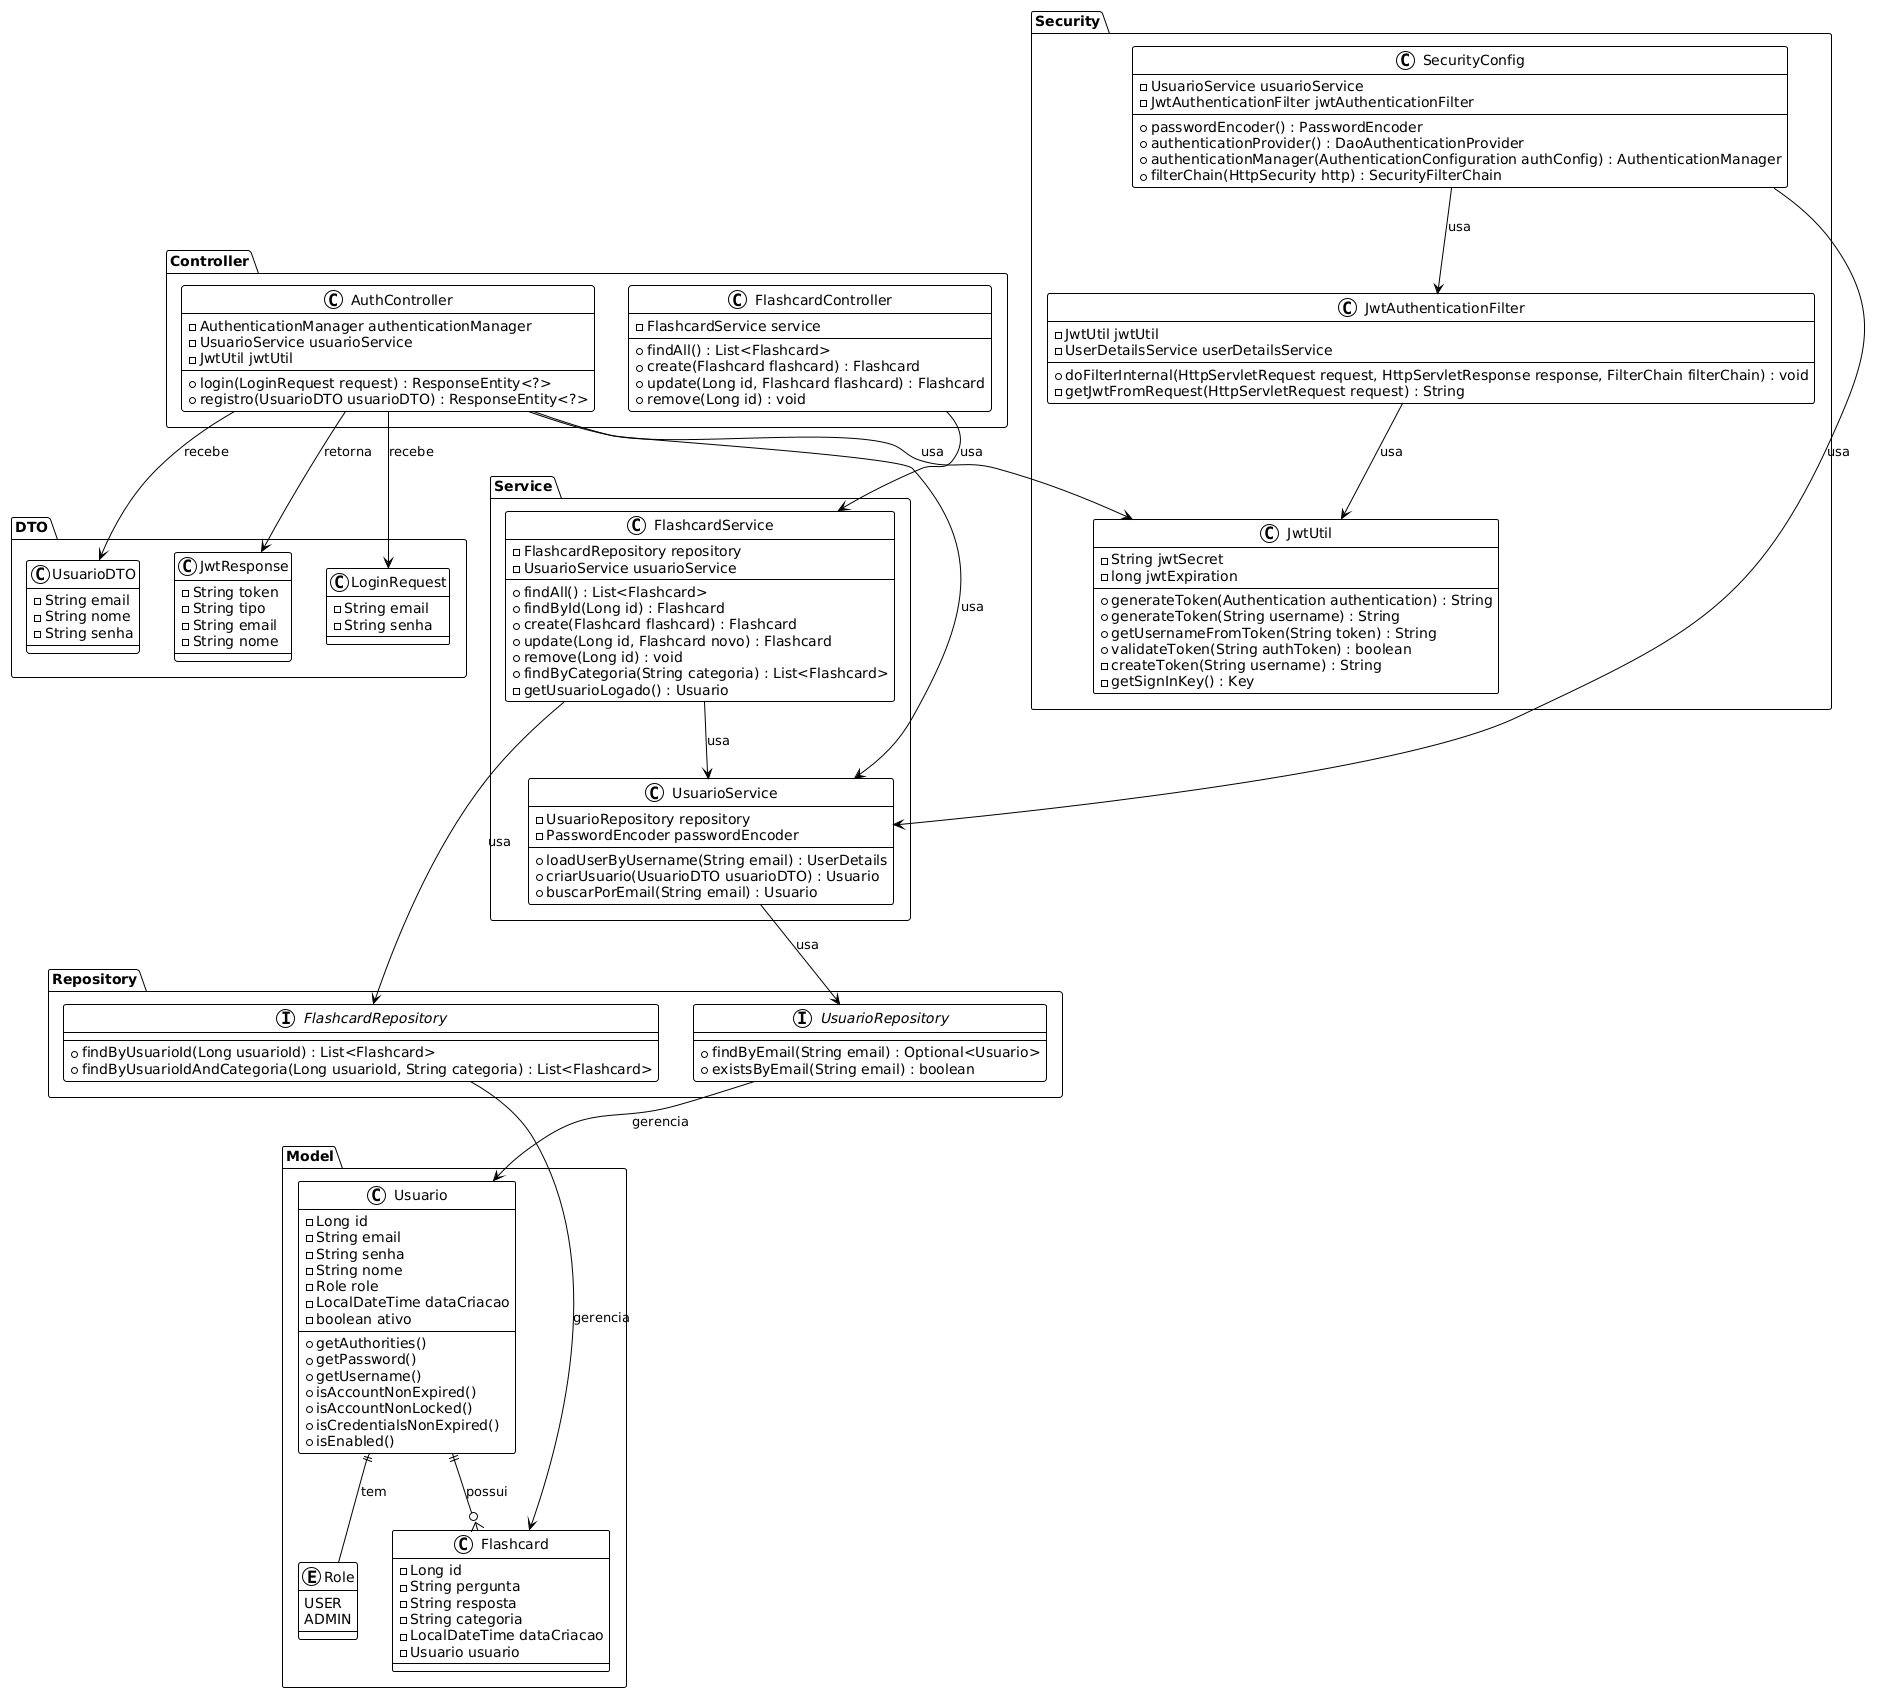 Security
SecurityConfig
UsuarioService usuarioService
JwtAuthenticationFilter jwtAuthenticationFilter
passwordEncoder() : PasswordEncoder
authenticationProvider() : DaoAuthenticationProvider
authenticationManager(AuthenticationConfiguration authConfig) : AuthenticationManager
filterChain(HttpSecurity http) : SecurityFilterChain
usa
JwtAuthenticationFilter
JwtUtil jwtUtil
UserDetailsService userDetailsService
doFilterInternal(HttpServletRequest request, HttpServletResponse response, FilterChain filterChain) : void
getJwtFromRequest(HttpServletRequest request) : String
usa
usa
JwtUtil
String jwtSecret
long jwtExpiration
generateToken(Authentication authentication) : String
generateToken(String username) : String
getUsernameFromToken(String token) : String
validateToken(String authToken) : boolean
createToken(String username) : String
getSignInKey() : Key
Controller
AuthController
AuthenticationManager authenticationManager
UsuarioService usuarioService
JwtUtil jwtUtil
login(LoginRequest request) : ResponseEntity<?>
registro(UsuarioDTO usuarioDTO) : ResponseEntity<?>
FlashcardController
FlashcardService service
findAll() : List<Flashcard>
create(Flashcard flashcard) : Flashcard
update(Long id, Flashcard flashcard) : Flashcard
remove(Long id) : void
recebe
retorna
recebe
usa
usa
DTO
UsuarioDTO
String email
String nome
String senha
JwtResponse
String token
String tipo
String email
String nome
LoginRequest
String email
String senha
Service
FlashcardService
FlashcardRepository repository
UsuarioService usuarioService
findAll() : List<Flashcard>
findById(Long id) : Flashcard
create(Flashcard flashcard) : Flashcard
update(Long id, Flashcard novo) : Flashcard
remove(Long id) : void
findByCategoria(String categoria) : List<Flashcard>
getUsuarioLogado() : Usuario
usa
usa
UsuarioService
UsuarioRepository repository
PasswordEncoder passwordEncoder
loadUserByUsername(String email) : UserDetails
criarUsuario(UsuarioDTO usuarioDTO) : Usuario
buscarPorEmail(String email) : Usuario
usa
usa
Repository
FlashcardRepository
findByUsuarioId(Long usuarioId) : List<Flashcard>
findByUsuarioIdAndCategoria(Long usuarioId, String categoria) : List<Flashcard>
UsuarioRepository
findByEmail(String email) : Optional<Usuario>
existsByEmail(String email) : boolean
gerencia
Model
Usuario
Long id
String email
String senha
String nome
Role role
LocalDateTime dataCriacao
boolean ativo
getAuthorities()
getPassword()
getUsername()
isAccountNonExpired()
isAccountNonLocked()
isCredentialsNonExpired()
isEnabled()
gerencia
tem
possui
Role
USER
ADMIN
Flashcard
Long id
String pergunta
String resposta
String categoria
LocalDateTime dataCriacao
Usuario usuario